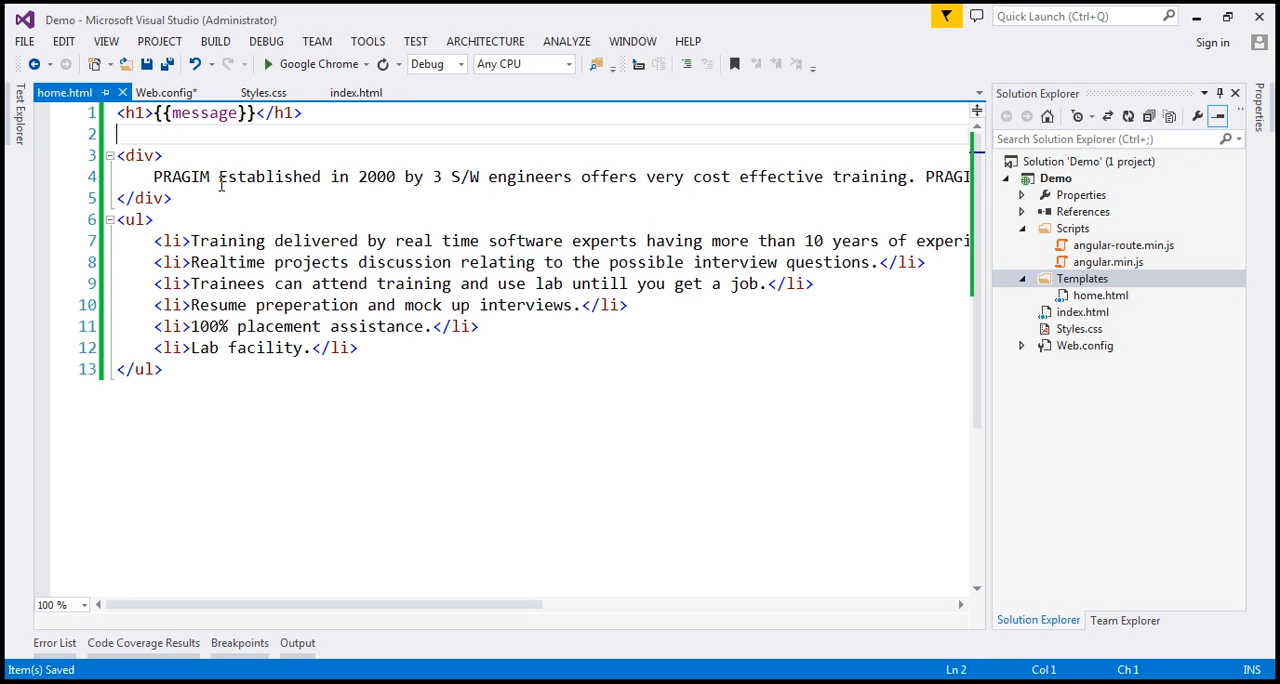 Demo - Microsoft Visual Studio (Administrator)
Quick Launch (Ctrl+Q)
FILE EDIT VIEW PROJECT BUILD DEBUG TEAM TOOLS TEST ARCHITECTURE ANALYZE WINDOW HELP
Sign in
Google Chrome Debug Any CPU
Test Explorer
home.html Web.config* Styles.css index.html
1 <h1>{{message}}</h1>
2
3 <div>
4 PRAGIM Established in 2000 by 3 S/W engineers offers very cost effective training. PRAGI
5 </div>
6 <ul>
7 <li>Training delivered by real time software experts having more than 10 years of experi
8 <li>Realtime projects discussion relating to the possible interview questions.</li>
9 <li>Trainees can attend training and use lab untill you get a job.</li>
10 <li>Resume preperation and mock up interviews.</li>
11 <li>100% placement assistance.</li>
12 <li>Lab facility.</li>
13 </ul>
100 %
Solution Explorer
Search Solution Explorer (Ctrl+;)
Solution 'Demo' (1 project)
Demo
Properties
References
Scripts
angular-route.min.js
angular.min.js
Templates
home.html
index.html
Styles.css
Web.config
Solution Explorer Team Explorer
Properties
Error List Code Coverage Results Breakpoints Output
Item(s) Saved Ln 2 Col 1 Ch 1 INS